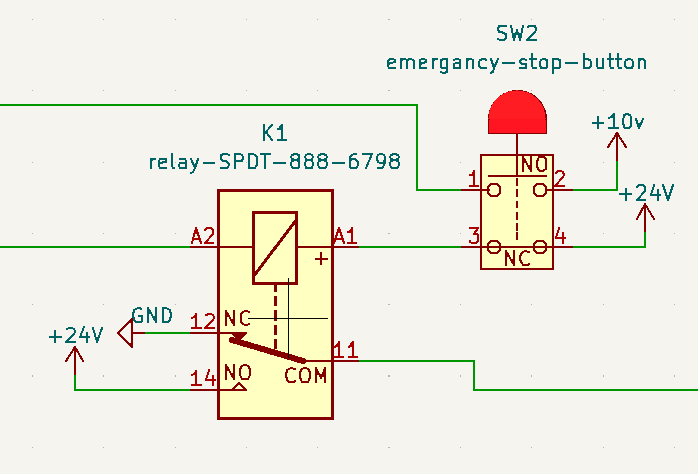 SW2
emergancy-stop-button
+10v
K1
relay-SPDT-888-6798
NO
1
2
+24V
A2
A1
+
3
4
NC
GND
12
NC
+24V
11
14
NO
COM